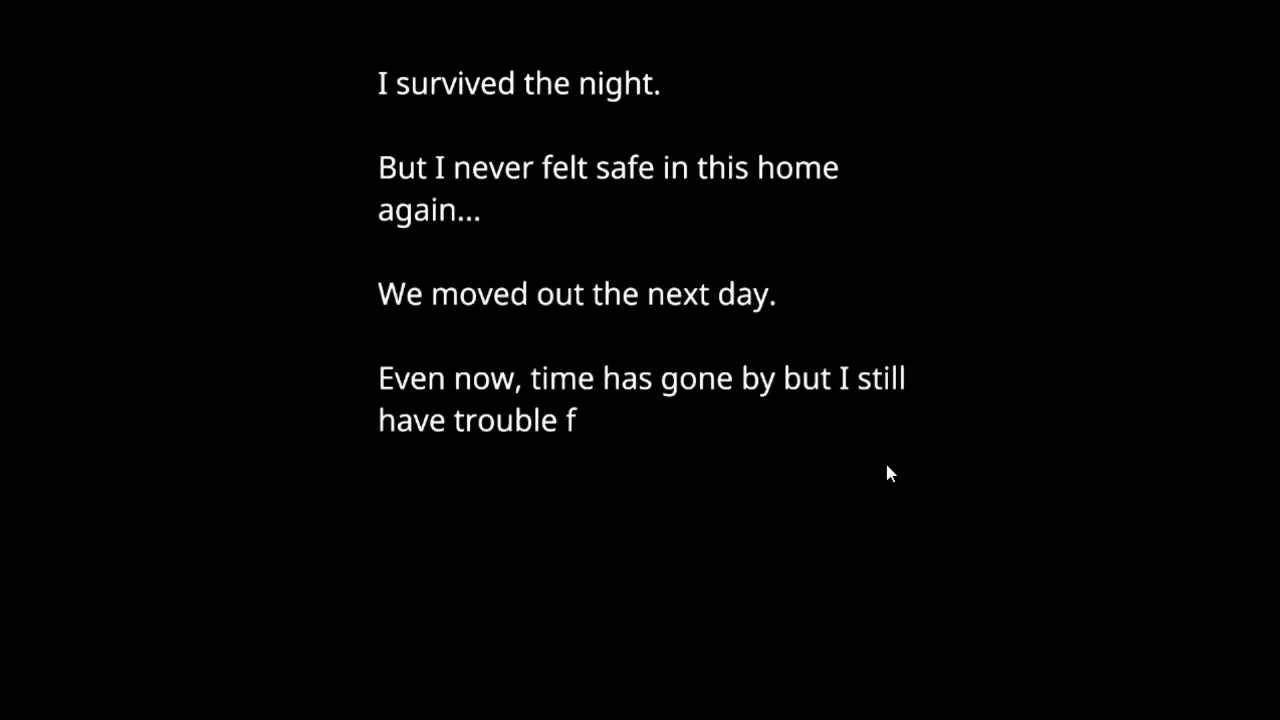 I survived the night.
But I never felt safe in this home
again...
We moved out the next day.
Even now, time has gone by but I still
have trouble f